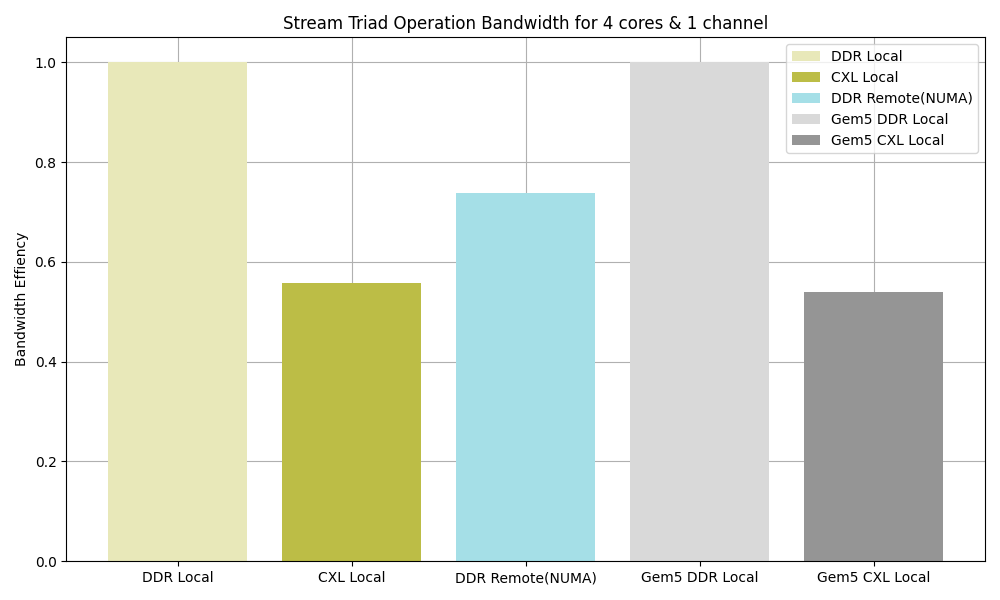 Stream Triad Operation Bandwidth for 4 cores & 1 channel
DDR Local
CXL Local
DDR Remote(NUMA)
Gem5 DDR Local
Gem5 CXL Local
Bandwidth Effiency
1.0
0.8
0.6
0.4
0.2
0.0
DDR Local CXL Local DDR Remote(NUMA) Gem5 DDR Local Gem5 CXL Local